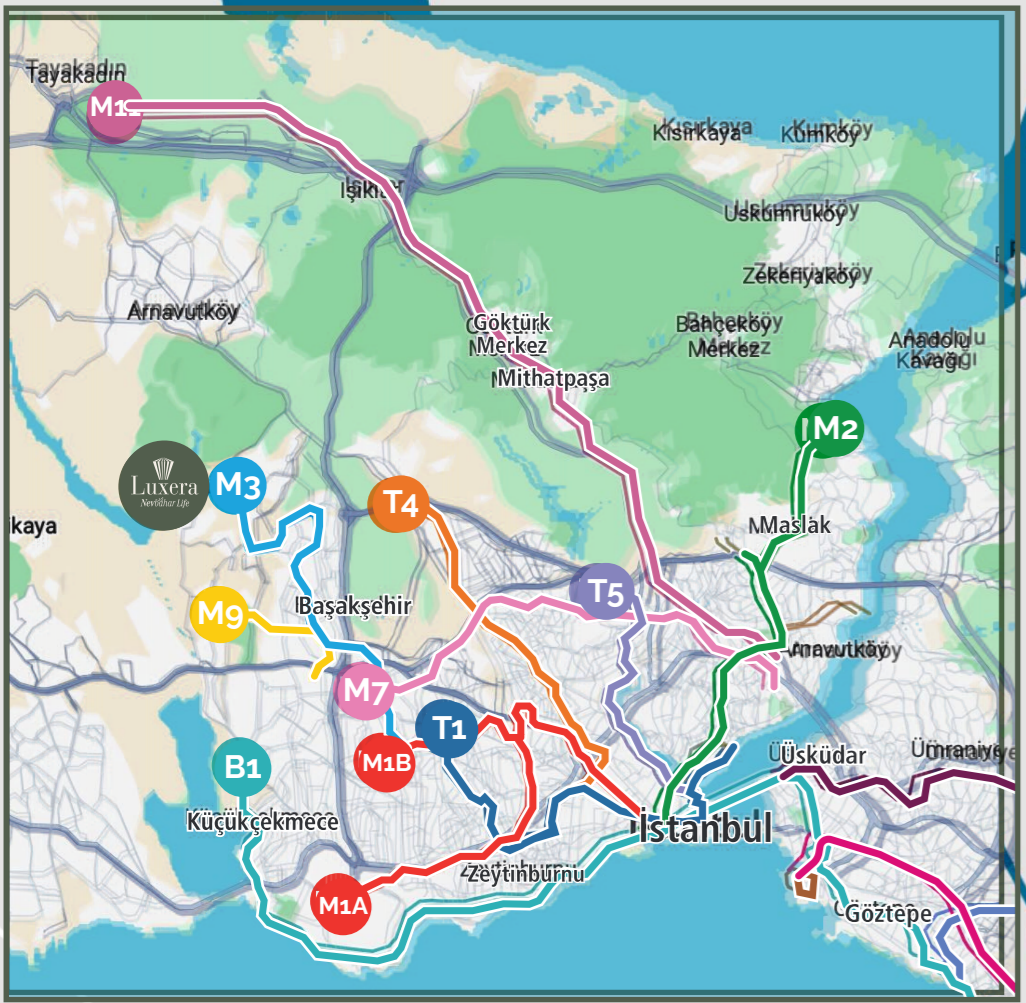 Tayakadın
M11
Kısırkaya
Kumköy
Işıklar
Uskumruköy
Zekeriyaköy
Arnavutköy
Göktürk
Merkez
Bahçeköy
Merkez
Anadolu
Kavağı
Mithatpaşa
M2
Luxera
Nevbahar Life
M3
T4
ikaya
Maslak
T5
M9
Başakşehir
Arnavutköy
M7
T1
M1B
B1
Üsküdar
Ümraniye
Küçükçekmece
İstanbul
Zeytinburnu
M1A
Göztepe